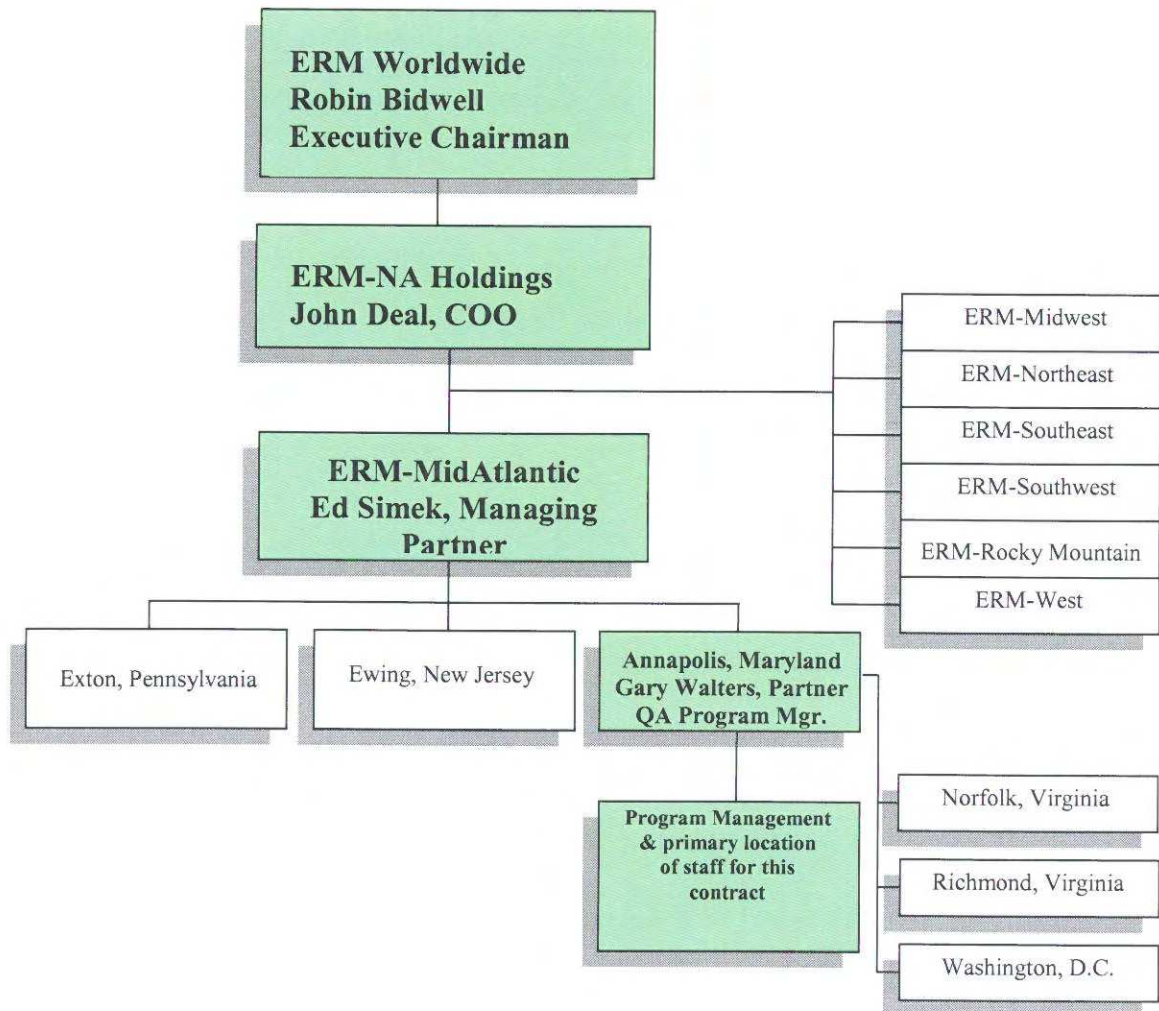 ERM Worldwide
Robin Bidwell
Executive Chairman
ERM-NA Holdings
John Deal, COO
ERM-Midwest
ERM-Northeast
ERM-Southeast
ERM-Southwest
ERM-Rocky Mountain
ERM-West
ERM-MidAtlantic
Ed Simek, Managing
Partner
Exton, Pennsylvania
Ewing, New Jersey
Annapolis, Maryland
Gary Walters, Partner
QA Program Mgr.
Program Management
& primary location
of staff for this
contract
Norfolk, Virginia
Richmond, Virginia
Washington, D.C.